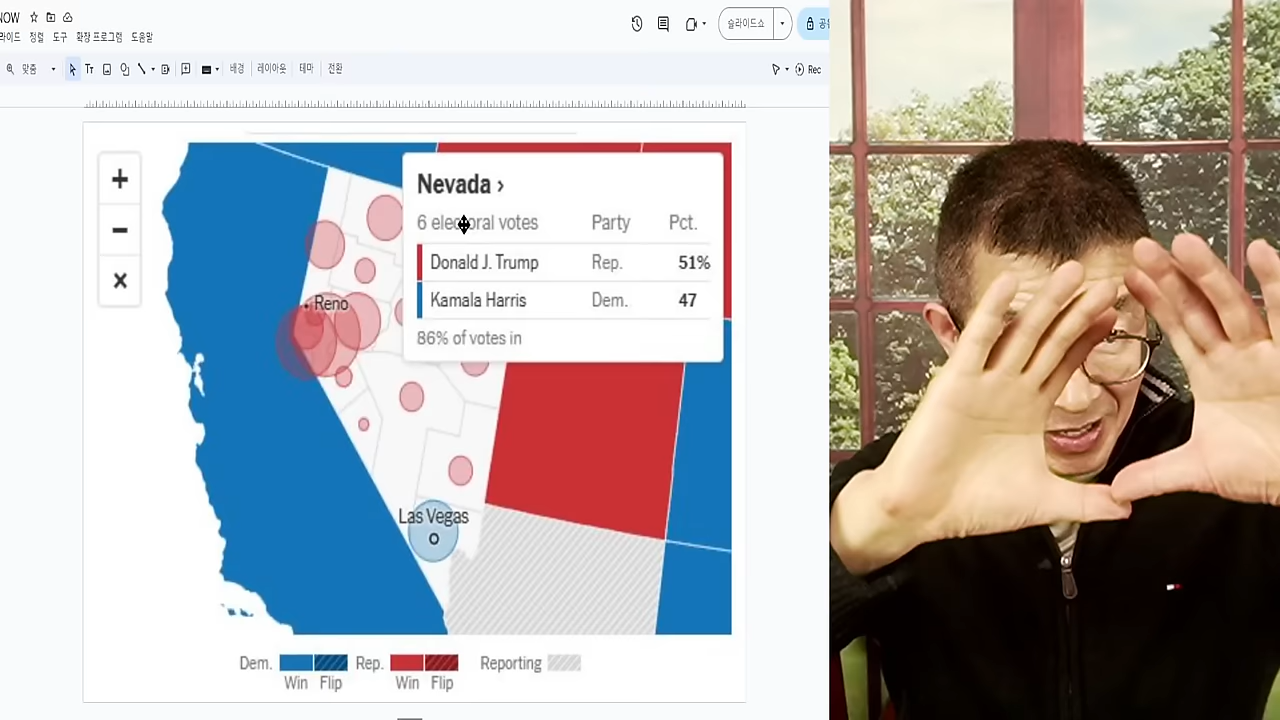 NOW
라이드 정렬 도구 확장 프로그램 도움말
슬라이드쇼
맞춤 Tr 배경 레이아웃 테마 전환 Rec
+
−
×
Nevada ›
6 electoral votes Party Pct.
Donald J. Trump Rep. 51%
Kamala Harris Dem. 47
86% of votes in
Reno
Las Vegas
Dem. Rep. Reporting
Win Flip Win Flip